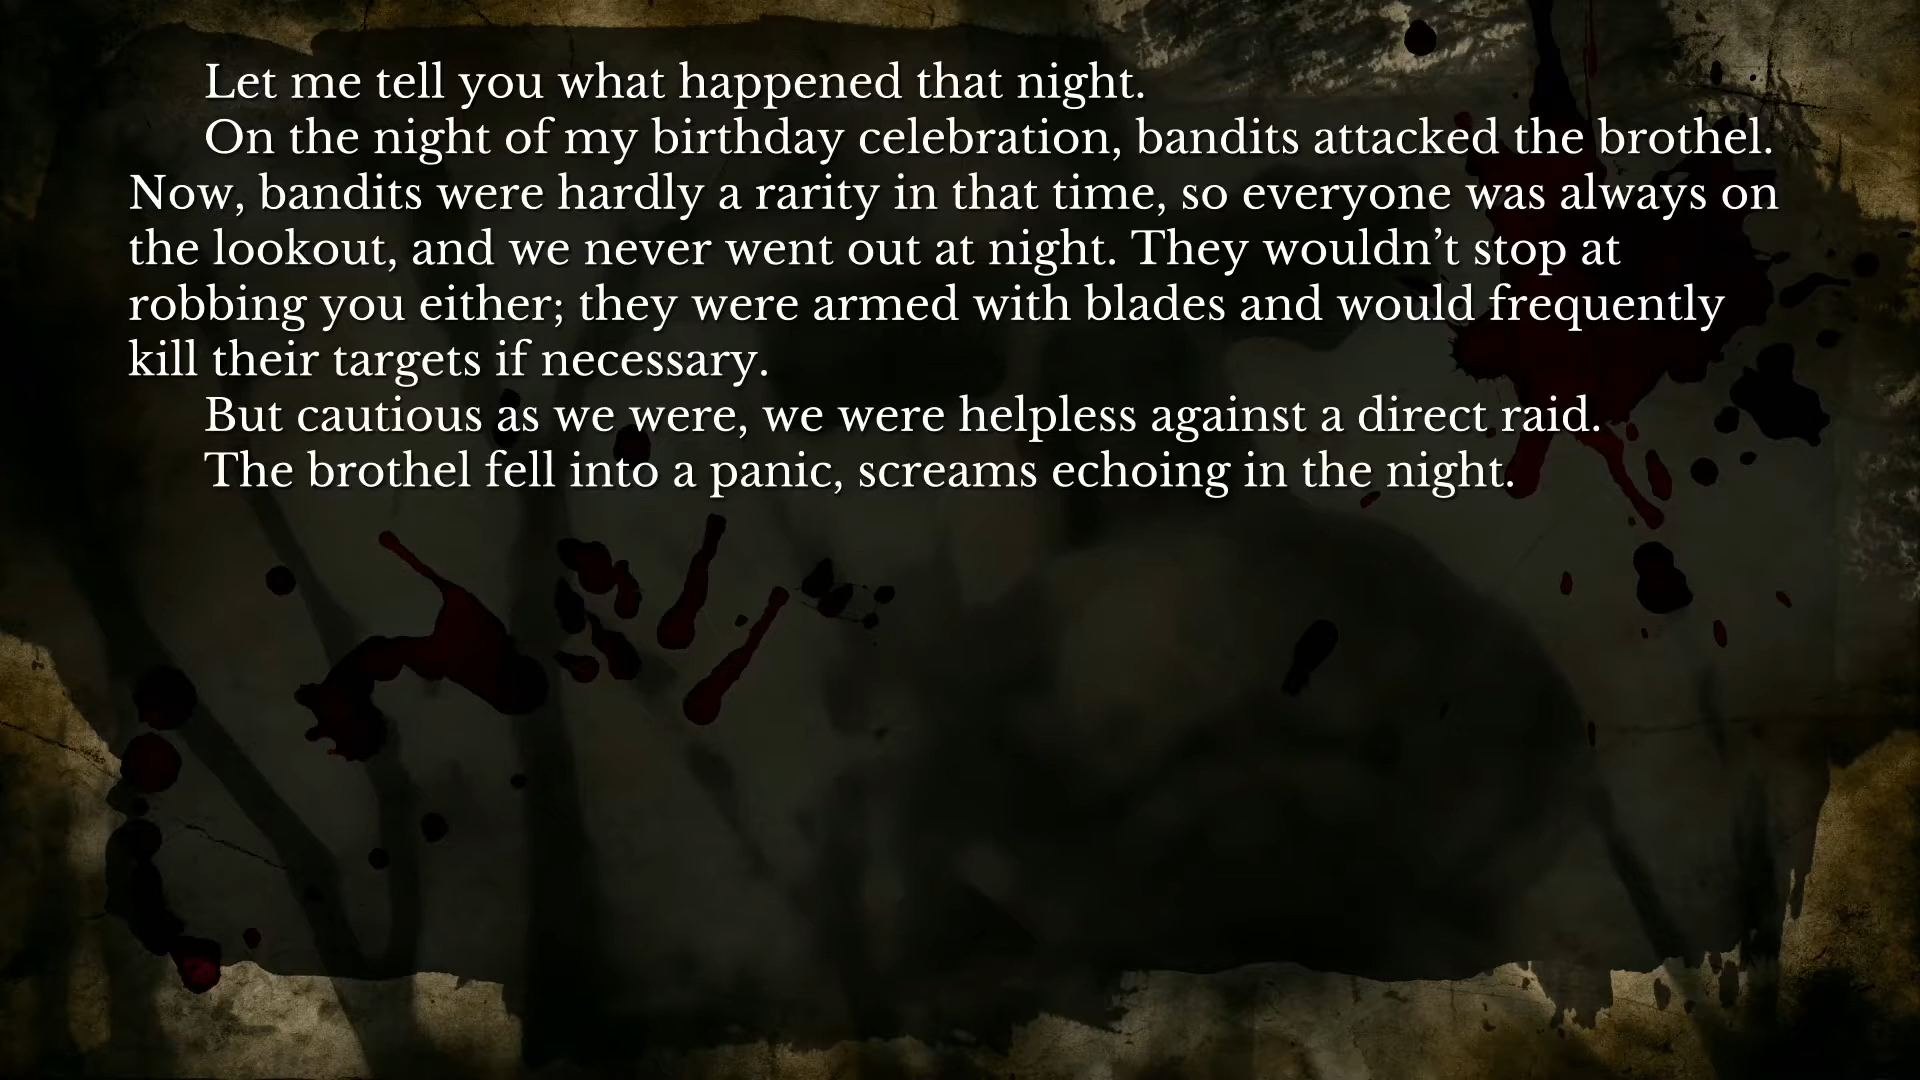 Let me tell you what happened that night.
On the night of my birthday celebration, bandits attacked the brothel.
Now, bandits were hardly a rarity in that time, so everyone was always on
the lookout, and we never went out at night. They wouldn’t stop at
robbing you either; they were armed with blades and would frequently
kill their targets if necessary.
But cautious as we were, we were helpless against a direct raid.
The brothel fell into a panic, screams echoing in the night.